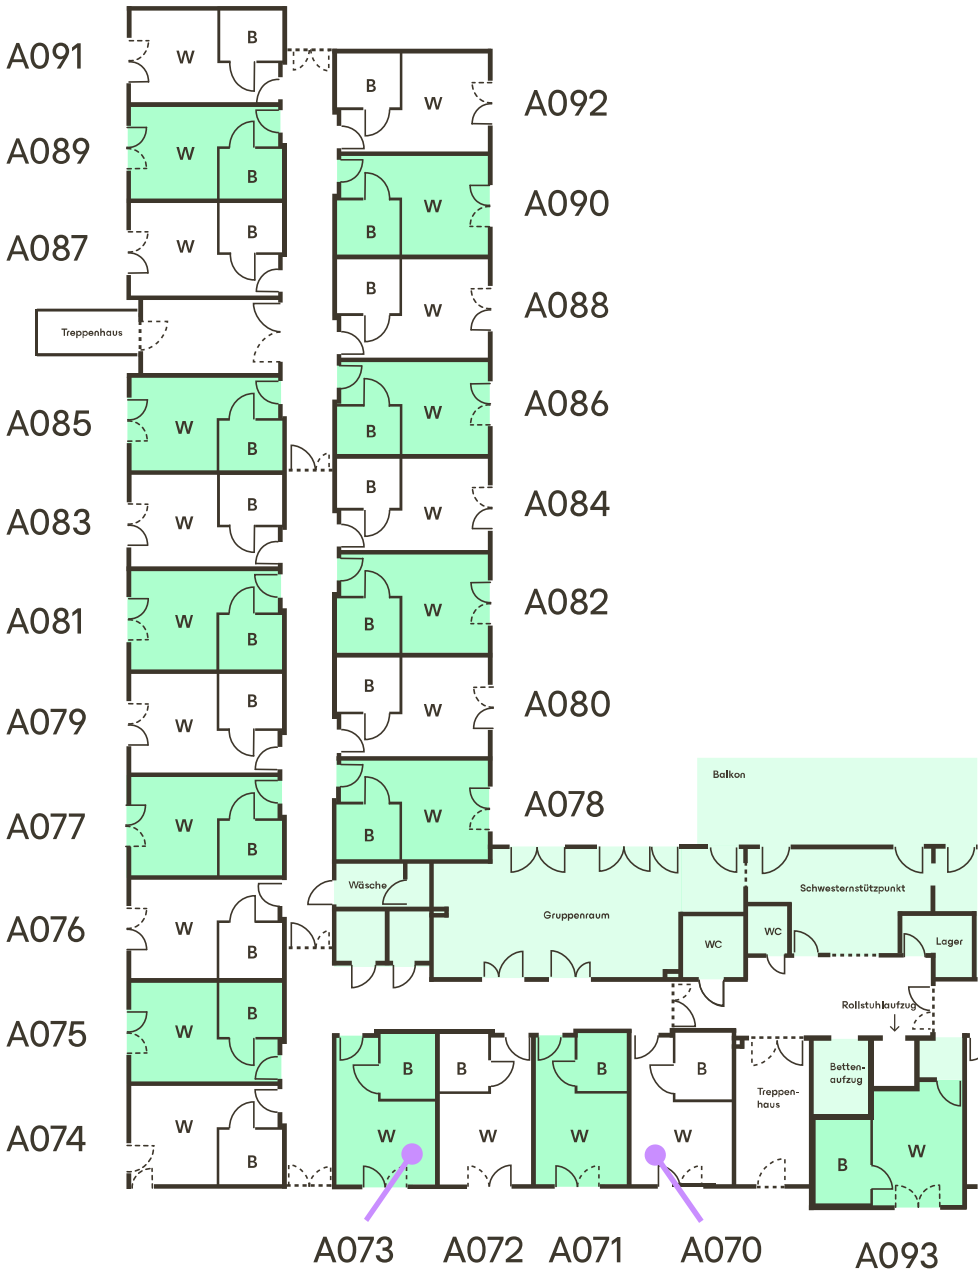 A091
W
B
A092
B
W
A089
W
B
A090
W
B
A087
W
B
A088
B
W
Treppenhaus
A085
W
B
A086
W
B
A083
W
B
A084
B
W
A081
W
B
A082
W
B
A079
W
B
A080
B
W
A077
W
B
A078
W
B
Balkon
Wäsche
Gruppenraum
Schwesternstützpunkt
WC
WC
Lager
A076
W
B
Rollstuhlaufzug
A075
W
B
A074
W
B
B
W
B
W
B
W
B
W
Treppen-
haus
Betten-
aufzug
B
W
A073
A072
A071
A070
A093